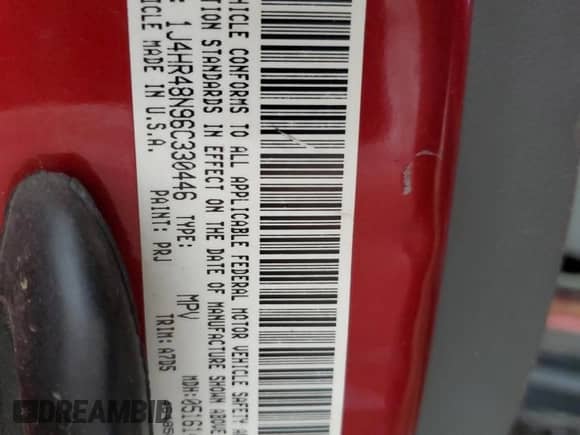 VEHICLE CONFORMS TO ALL APPLICABLE FEDERAL MOTOR VEHICLE SAFETY
STANDARDS IN EFFECT ON THE DATE OF MANUFACTURE SHOWN ABOVE
: 1J4HR48N96C330446 TYPE: MPV MDH:
VEHICLE MADE IN U.S.A. PAINT: PRJ TRIM: A7D5
DREAMBID